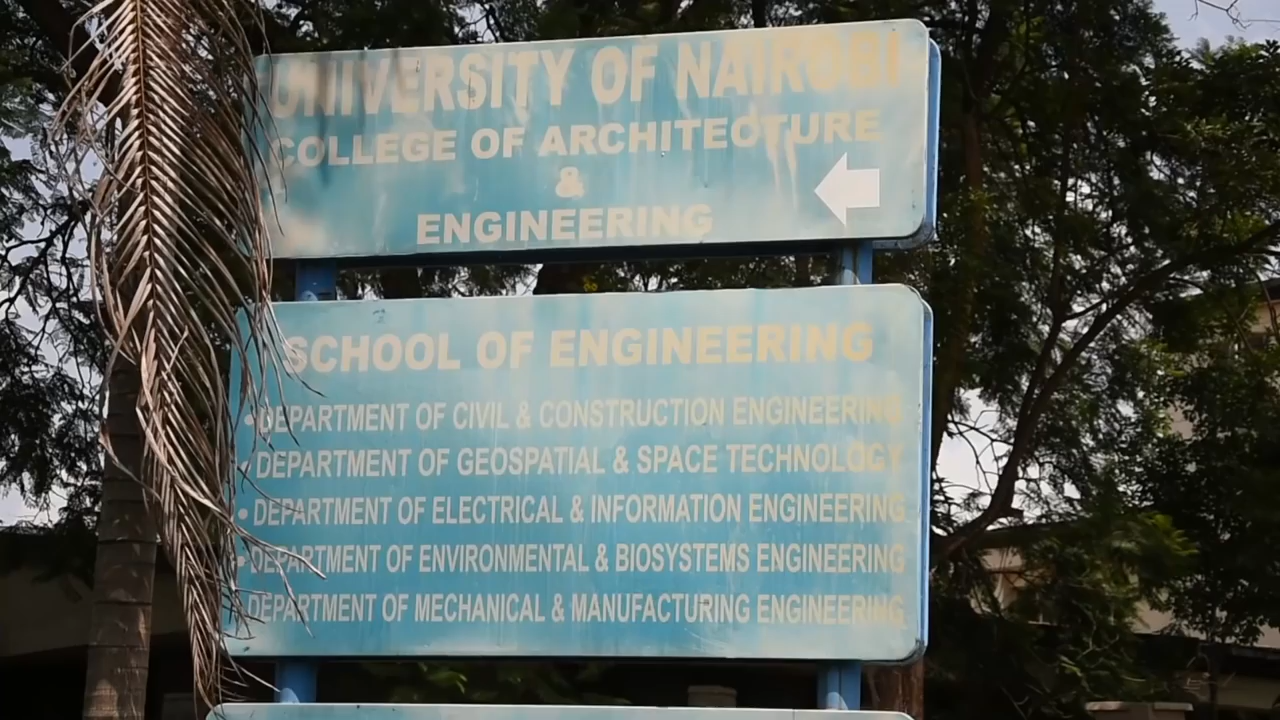 UNIVERSITY OF NAIROBI
COLLEGE OF ARCHITECTURE
&
ENGINEERING
SCHOOL OF ENGINEERING
• DEPARTMENT OF CIVIL & CONSTRUCTION ENGINEERING
• DEPARTMENT OF GEOSPATIAL & SPACE TECHNOLOGY
• DEPARTMENT OF ELECTRICAL & INFORMATION ENGINEERING
• DEPARTMENT OF ENVIRONMENTAL & BIOSYSTEMS ENGINEERING
DEPARTMENT OF MECHANICAL & MANUFACTURING ENGINEERING